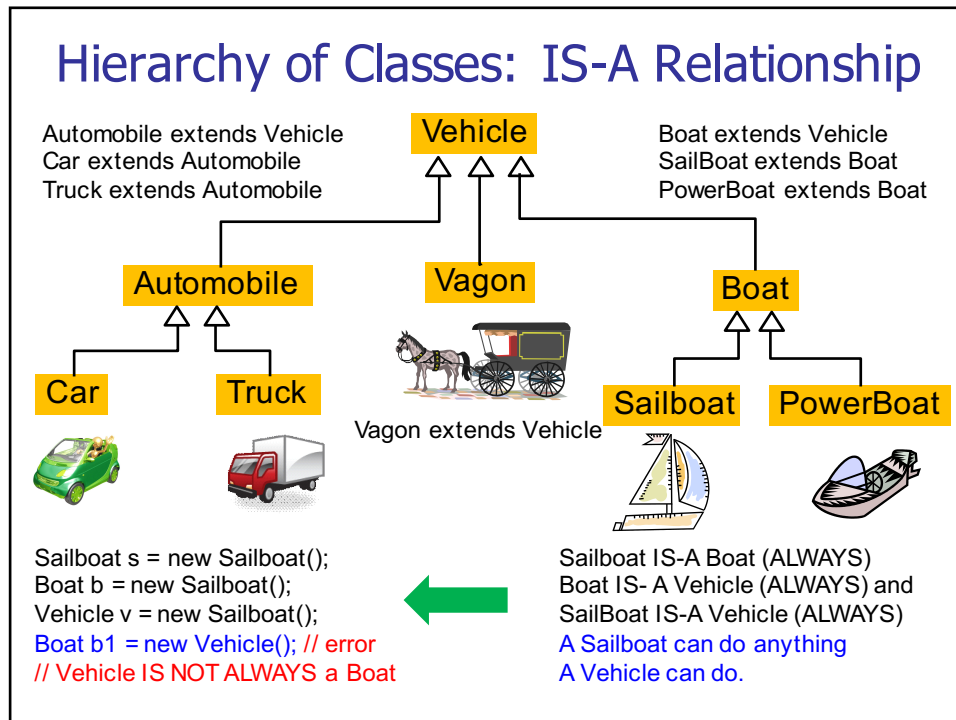 Hierarchy of Classes: IS-A Relationship
Automobile extends Vehicle
Car extends Automobile
Truck extends Automobile
Vehicle
Boat extends Vehicle
SailBoat extends Boat
PowerBoat extends Boat
Automobile
Vagon
Boat
Car
Truck
Sailboat
PowerBoat
Vagon extends Vehicle
Sailboat s = new Sailboat();
Boat b = new Sailboat();
Vehicle v = new Sailboat();
Boat b1 = new Vehicle(); // error
// Vehicle IS NOT ALWAYS a Boat
Sailboat IS-A Boat (ALWAYS)
Boat IS- A Vehicle (ALWAYS) and
SailBoat IS-A Vehicle (ALWAYS)
A Sailboat can do anything
A Vehicle can do.